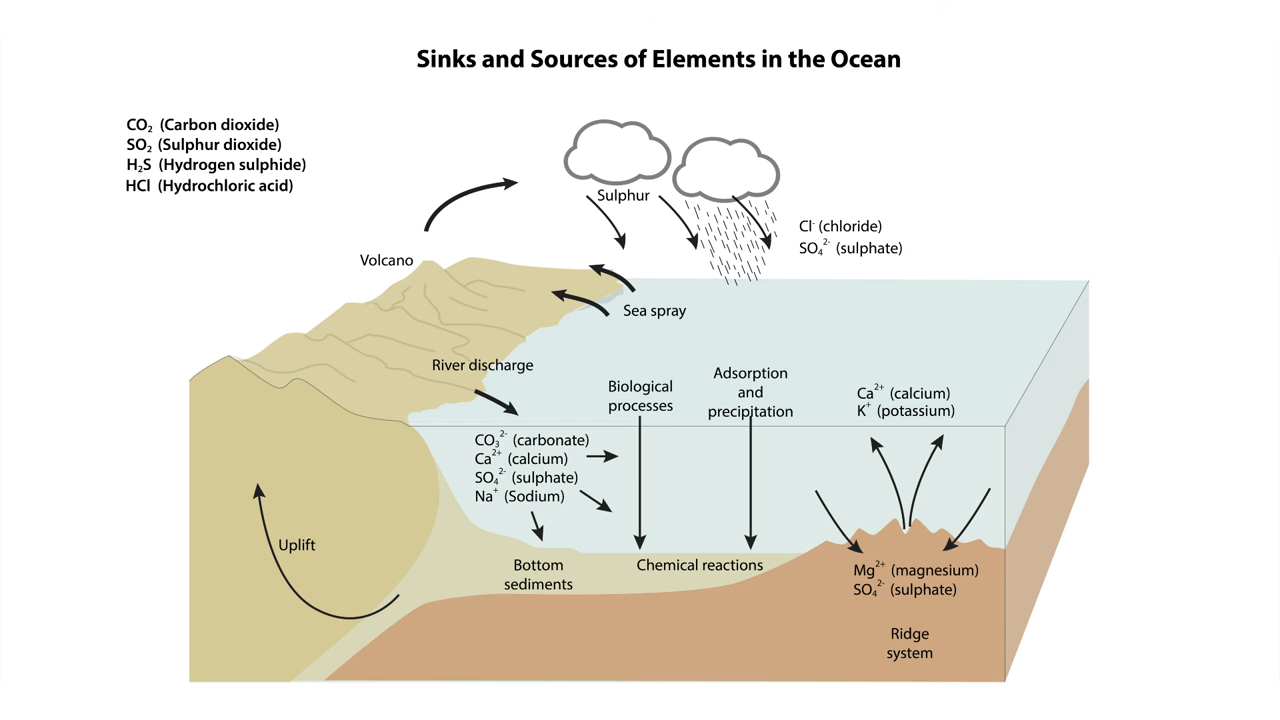 Sinks and Sources of Elements in the Ocean
CO₂ (Carbon dioxide)
SO₂ (Sulphur dioxide)
H₂S (Hydrogen sulphide)
HCl (Hydrochloric acid)
Sulphur
Cl⁻ (chloride)
SO₄²⁻ (sulphate)
Volcano
Sea spray
River discharge
Biological
processes
Adsorption
and
precipitation
Ca²⁺ (calcium)
K⁺ (potassium)
CO₃²⁻ (carbonate)
Ca²⁺ (calcium)
SO₄²⁻ (sulphate)
Na⁺ (Sodium)
Uplift
Bottom
sediments
Chemical reactions
Mg²⁺ (magnesium)
SO₄²⁻ (sulphate)
Ridge
system